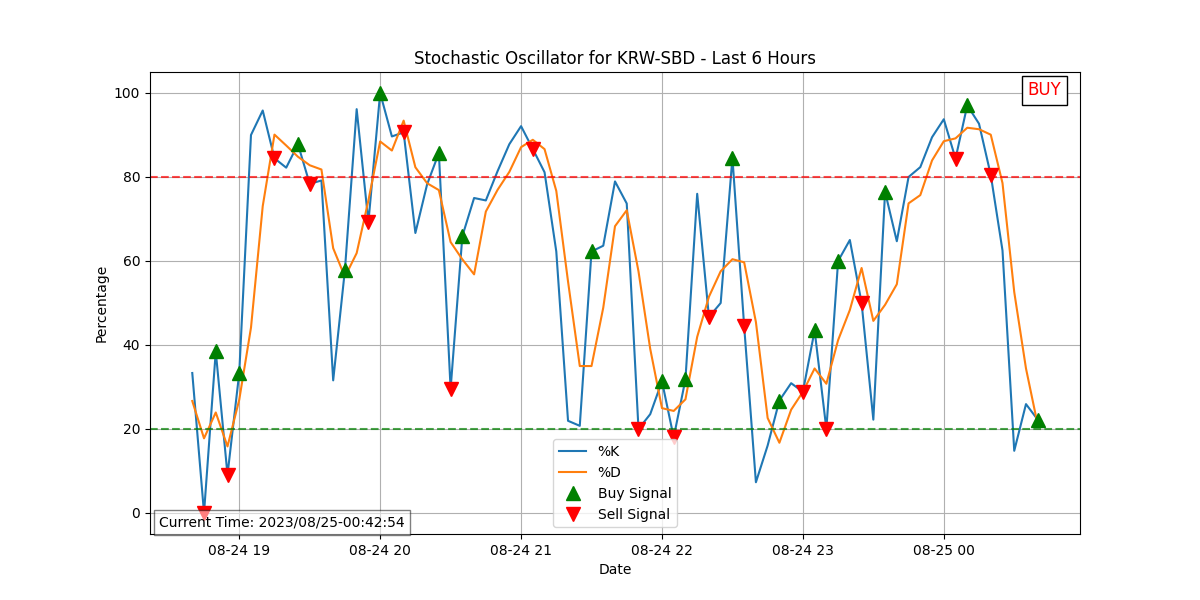 Stochastic Oscillator for KRW-SBD - Last 6 Hours
BUY
Percentage
100
80
60
40
20
0
%K
%D
Buy Signal
Sell Signal
Current Time: 2023/08/25-00:42:54
08-24 19 08-24 20 08-24 21 08-24 22 08-24 23 08-25 00
Date